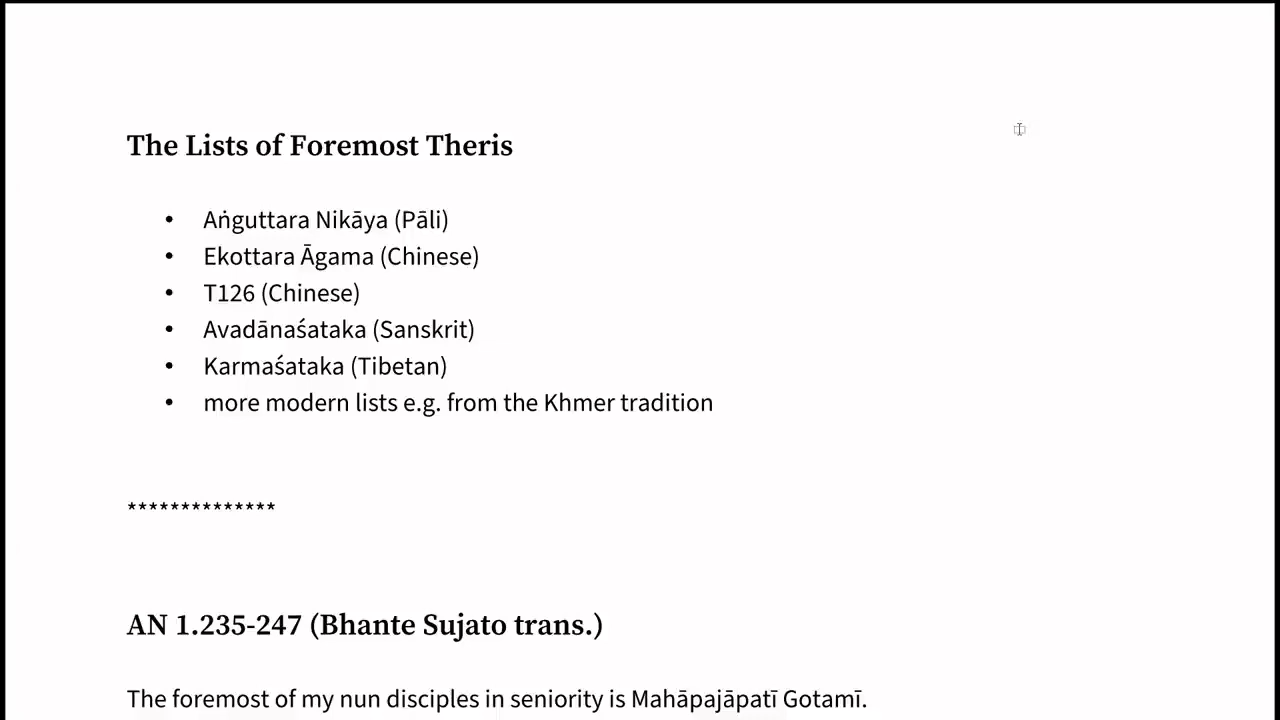 The Lists of Foremost Theris
• Aṅguttara Nikāya (Pāli)
• Ekottara Āgama (Chinese)
• T126 (Chinese)
• Avadānaśataka (Sanskrit)
• Karmaśataka (Tibetan)
• more modern lists e.g. from the Khmer tradition
**************
AN 1.235-247 (Bhante Sujato trans.)
The foremost of my nun disciples in seniority is Mahāpajāpatī Gotamī.